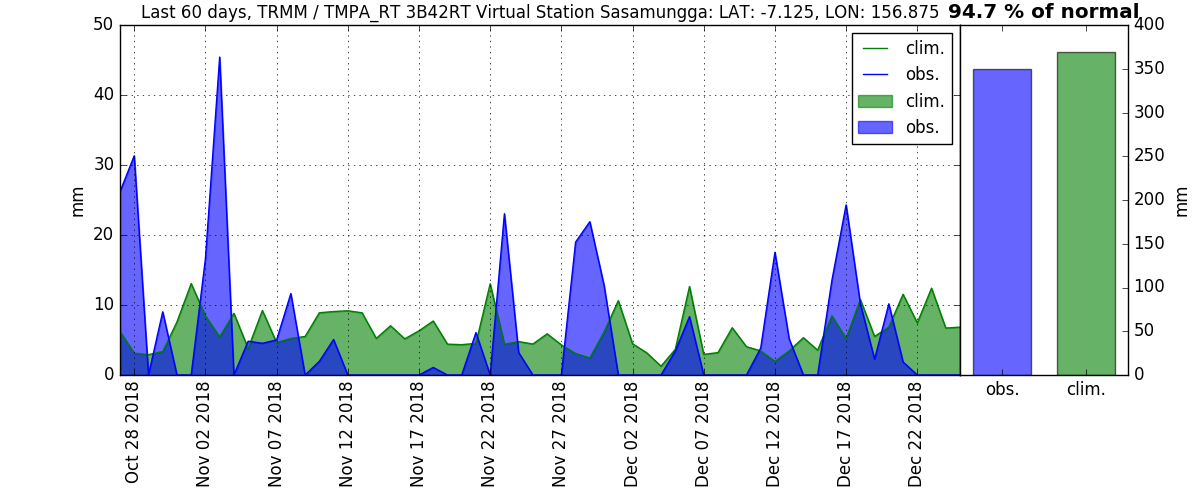 Last 60 days, TRMM / TMPA_RT 3B42RT Virtual Station Sasamungga: LAT: -7.125, LON: 156.875 94.7 % of normal
50
40
30
20
10
0
mm
clim.
obs.
clim.
obs.
Oct 28 2018
Nov 02 2018
Nov 07 2018
Nov 12 2018
Nov 17 2018
Nov 22 2018
Nov 27 2018
Dec 02 2018
Dec 07 2018
Dec 12 2018
Dec 17 2018
Dec 22 2018
400
350
300
250
200
150
100
50
0
mm
obs.
clim.